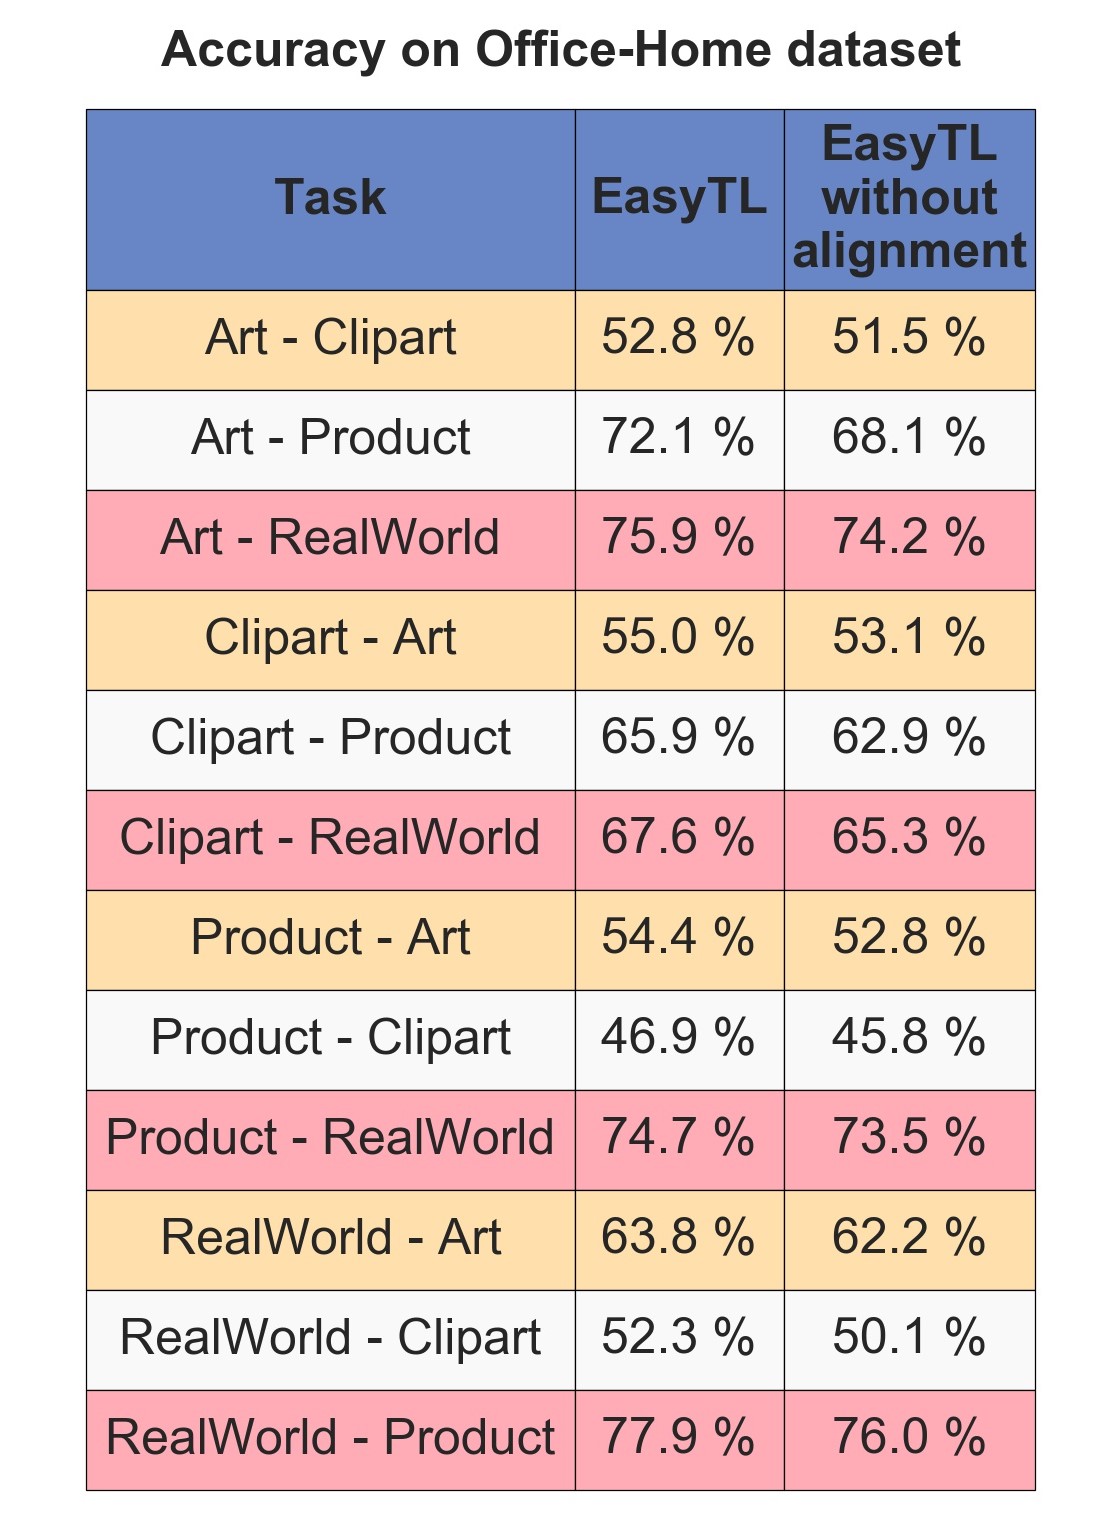 Accuracy on Office-Home dataset
Task EasyTL EasyTL without alignment
Art - Clipart 52.8 % 51.5 %
Art - Product 72.1 % 68.1 %
Art - RealWorld 75.9 % 74.2 %
Clipart - Art 55.0 % 53.1 %
Clipart - Product 65.9 % 62.9 %
Clipart - RealWorld 67.6 % 65.3 %
Product - Art 54.4 % 52.8 %
Product - Clipart 46.9 % 45.8 %
Product - RealWorld 74.7 % 73.5 %
RealWorld - Art 63.8 % 62.2 %
RealWorld - Clipart 52.3 % 50.1 %
RealWorld - Product 77.9 % 76.0 %